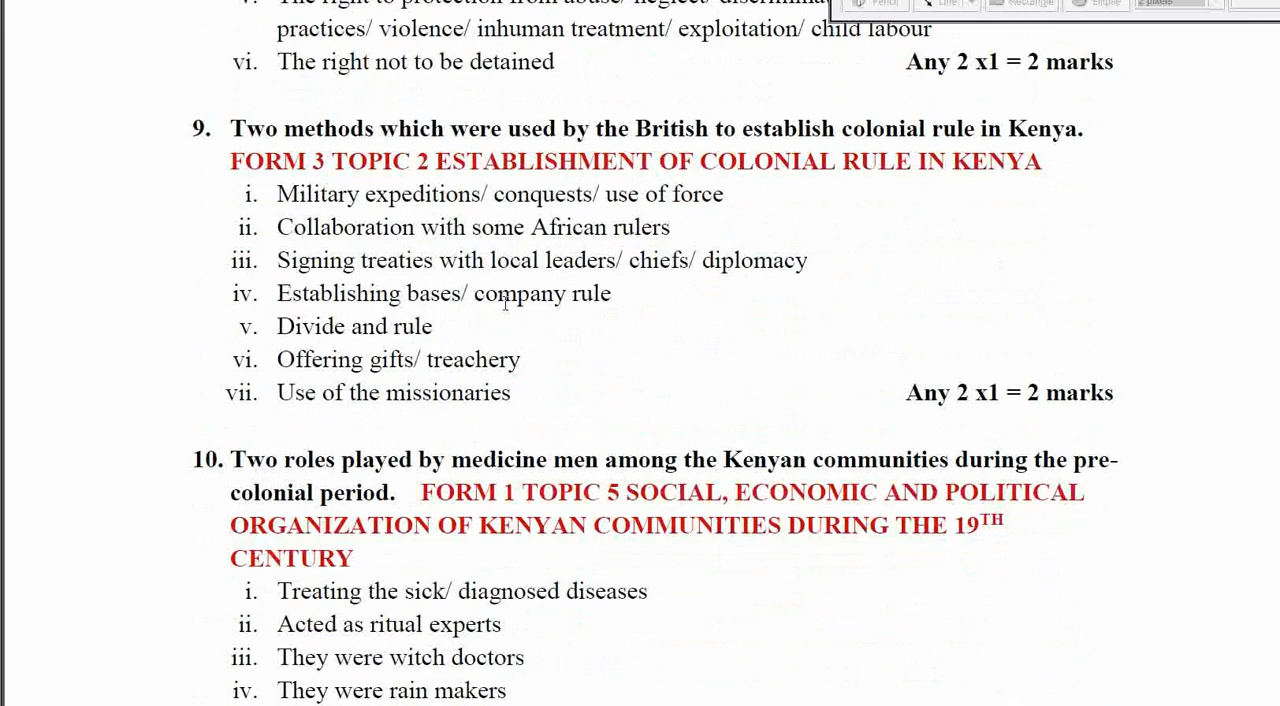 v. The right to protection from abuse/ neglect/
practices/ violence/ inhuman treatment/ exploitation/ child labour
vi. The right not to be detained Any 2 x1 = 2 marks
9. Two methods which were used by the British to establish colonial rule in Kenya.
FORM 3 TOPIC 2 ESTABLISHMENT OF COLONIAL RULE IN KENYA
i. Military expeditions/ conquests/ use of force
ii. Collaboration with some African rulers
iii. Signing treaties with local leaders/ chiefs/ diplomacy
iv. Establishing bases/ company rule
v. Divide and rule
vi. Offering gifts/ treachery
vii. Use of the missionaries Any 2 x1 = 2 marks
10. Two roles played by medicine men among the Kenyan communities during the pre-
colonial period. FORM 1 TOPIC 5 SOCIAL, ECONOMIC AND POLITICAL
ORGANIZATION OF KENYAN COMMUNITIES DURING THE 19TH
CENTURY
i. Treating the sick/ diagnosed diseases
ii. Acted as ritual experts
iii. They were witch doctors
iv. They were rain makers